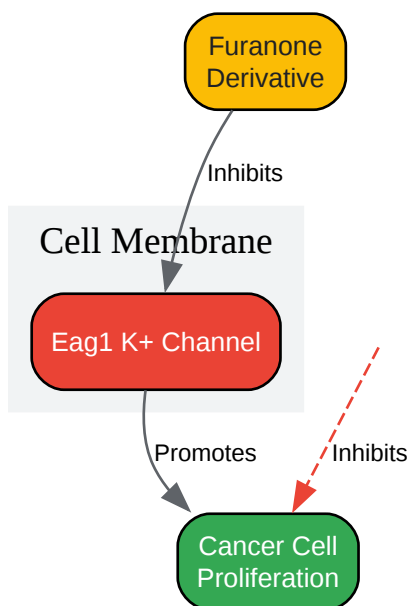 Furanone
Derivative
Inhibits
Cell Membrane
Eag1 K+ Channel
Promotes
Inhibits
Cancer Cell
Proliferation